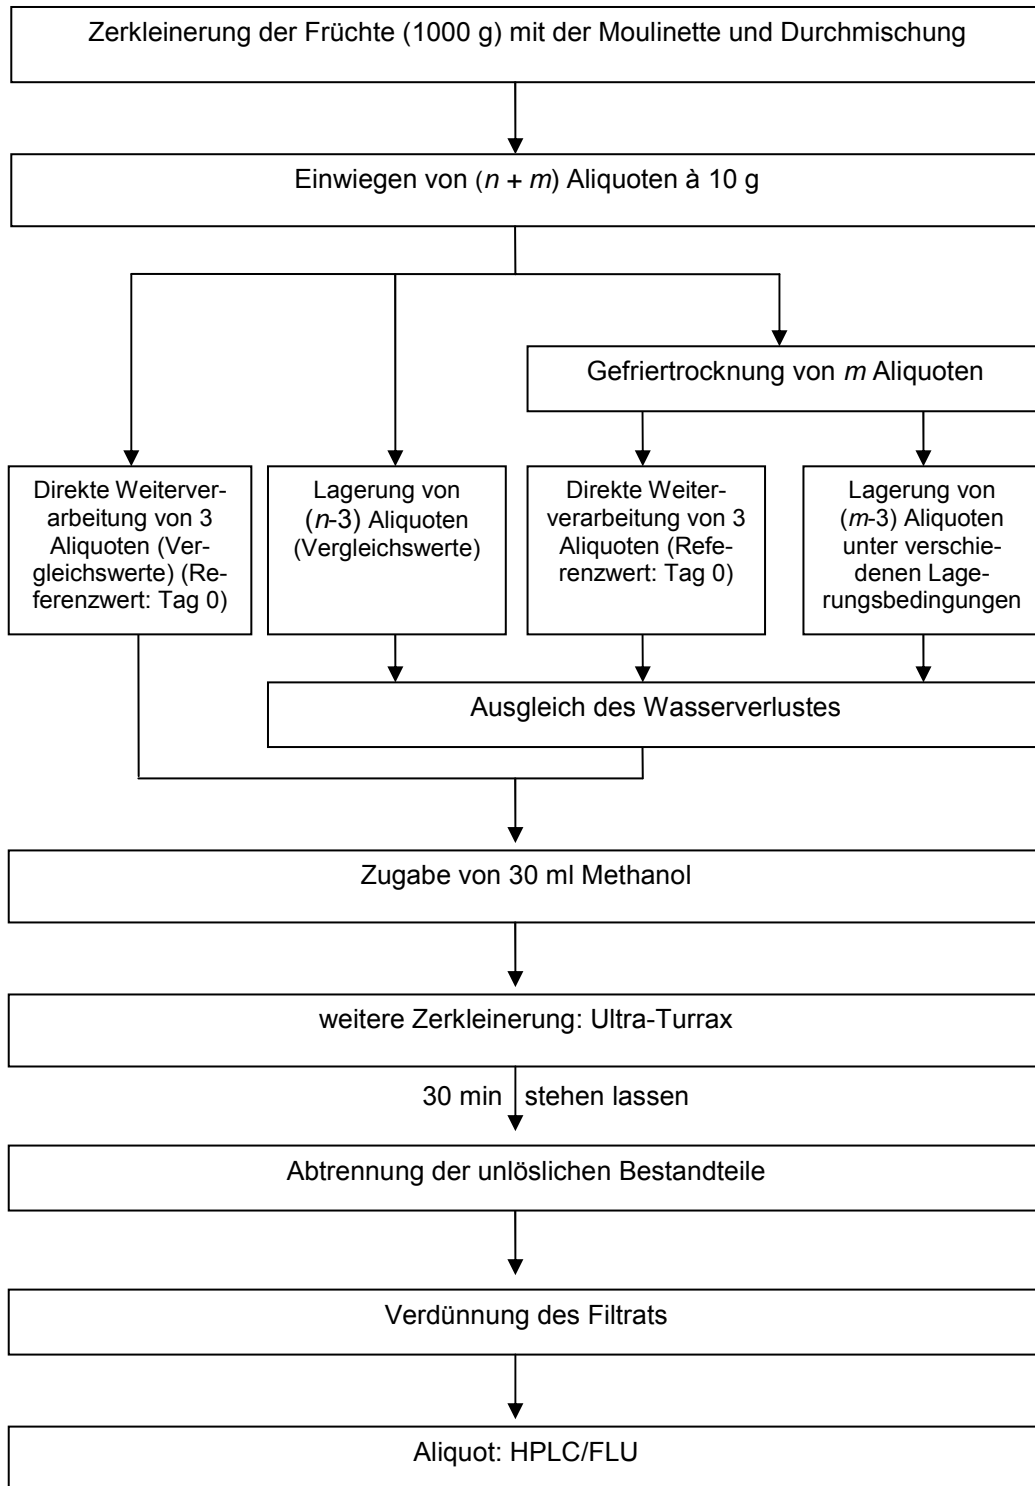 Zerkleinerung der Früchte (1000 g) mit der Moulinette und Durchmischung
Einwiegen von (n + m) Aliquoten à 10 g
Gefriertrocknung von m Aliquoten
Direkte Weiterver-
arbeitung von 3
Aliquoten (Ver-
gleichswerte) (Re-
ferenzwert: Tag 0)
Lagerung von
(n-3) Aliquoten
(Vergleichswerte)
Direkte Weiter-
verarbeitung von 3
Aliquoten (Refe-
renzwert: Tag 0)
Lagerung von
(m-3) Aliquoten
unter verschie-
denen Lage-
rungsbedingungen
Ausgleich des Wasserverlustes
Zugabe von 30 ml Methanol
weitere Zerkleinerung: Ultra-Turrax
30 min stehen lassen
Abtrennung der unlöslichen Bestandteile
Verdünnung des Filtrats
Aliquot: HPLC/FLU